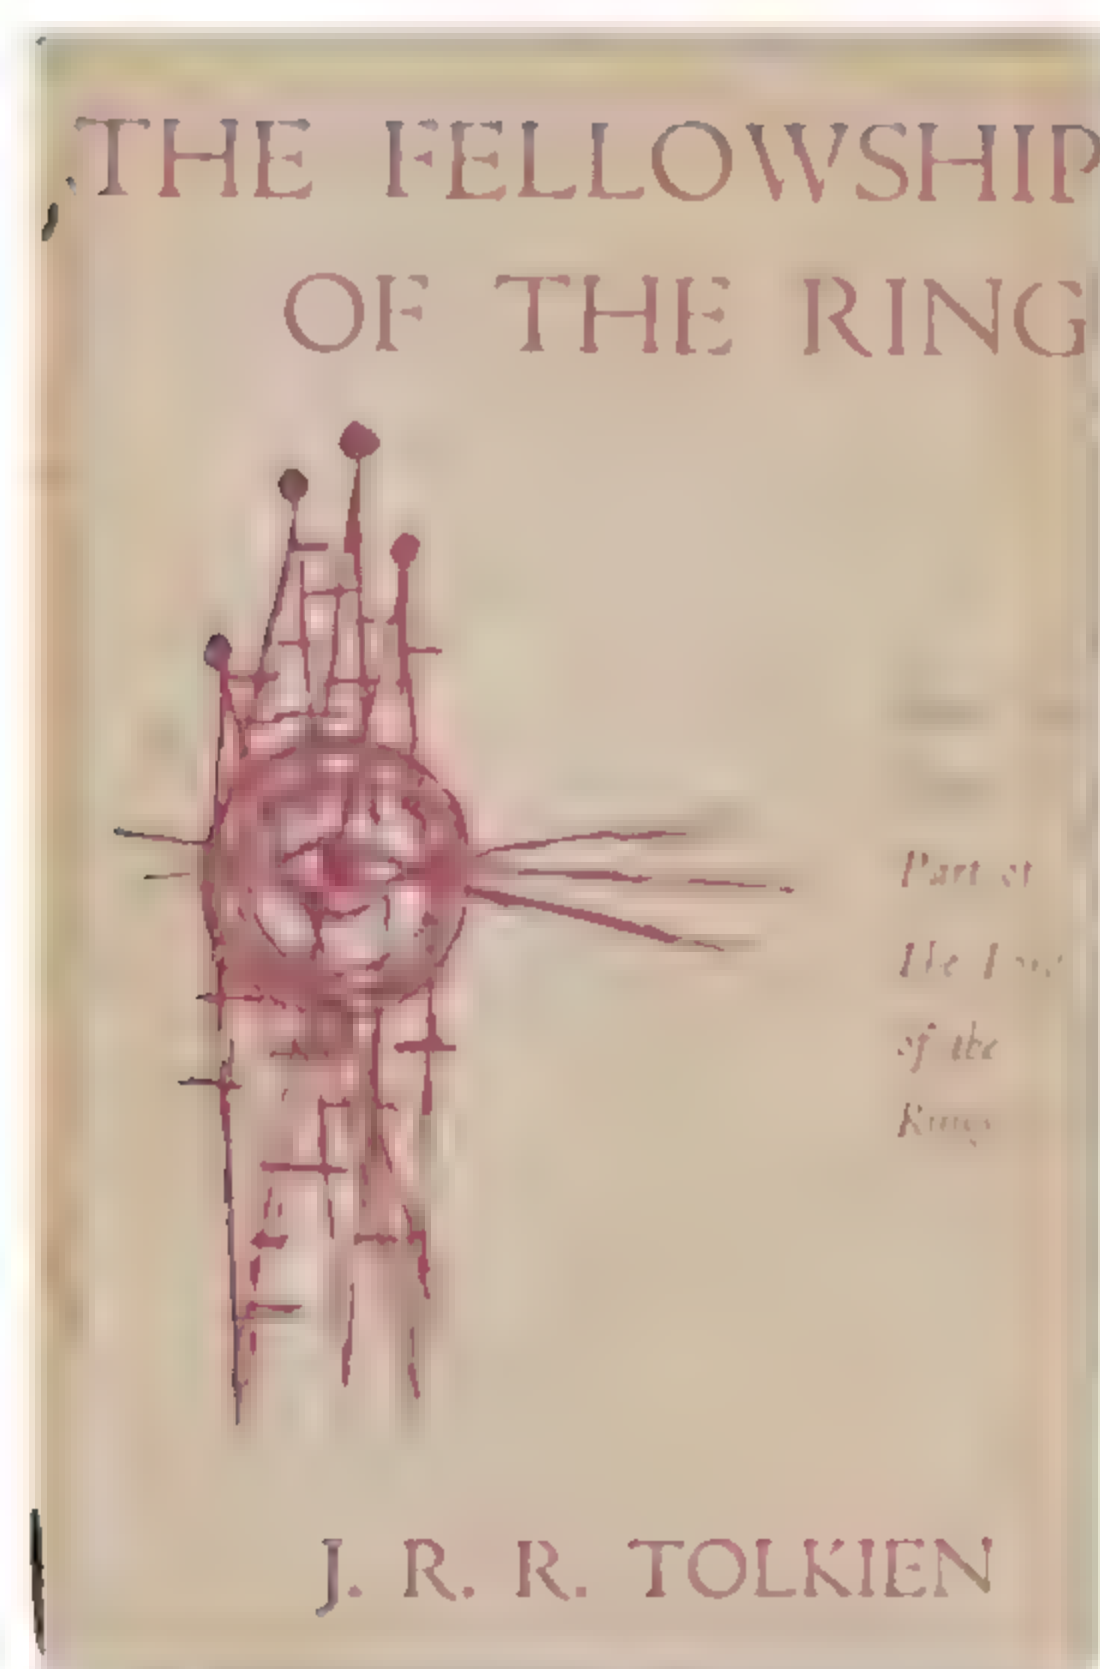 THE FELLOWSHIP
OF THE RING
Part of
of the
J. R. R. TOLKIEN